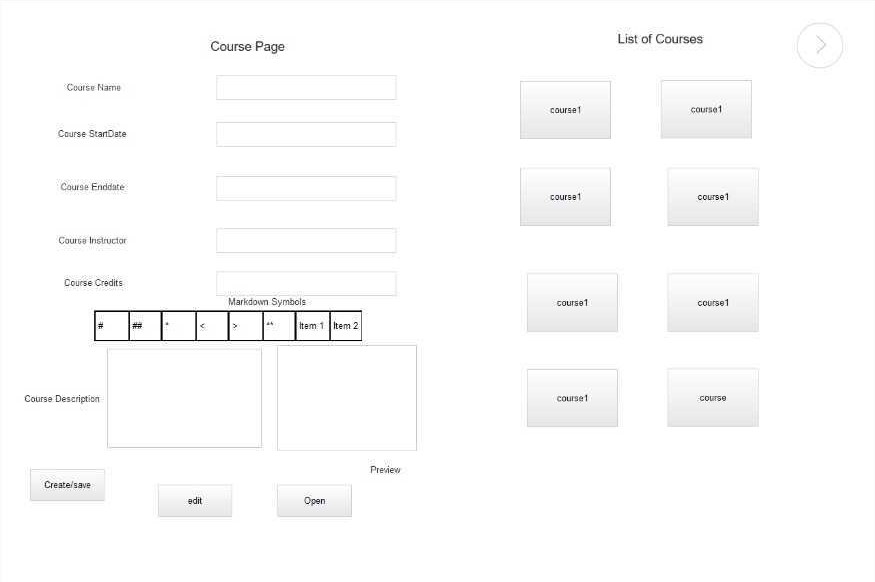 Course Page
Course Name
Course StartDate
Course Enddate
Course Instructor
Course Credits
Markdown Symbols
# ## * < > ** Item 1 Item 2
Course Description
Preview
Create/save
edit
Open
List of Courses
course1 course1
course1 course1
course1 course1
course1 course